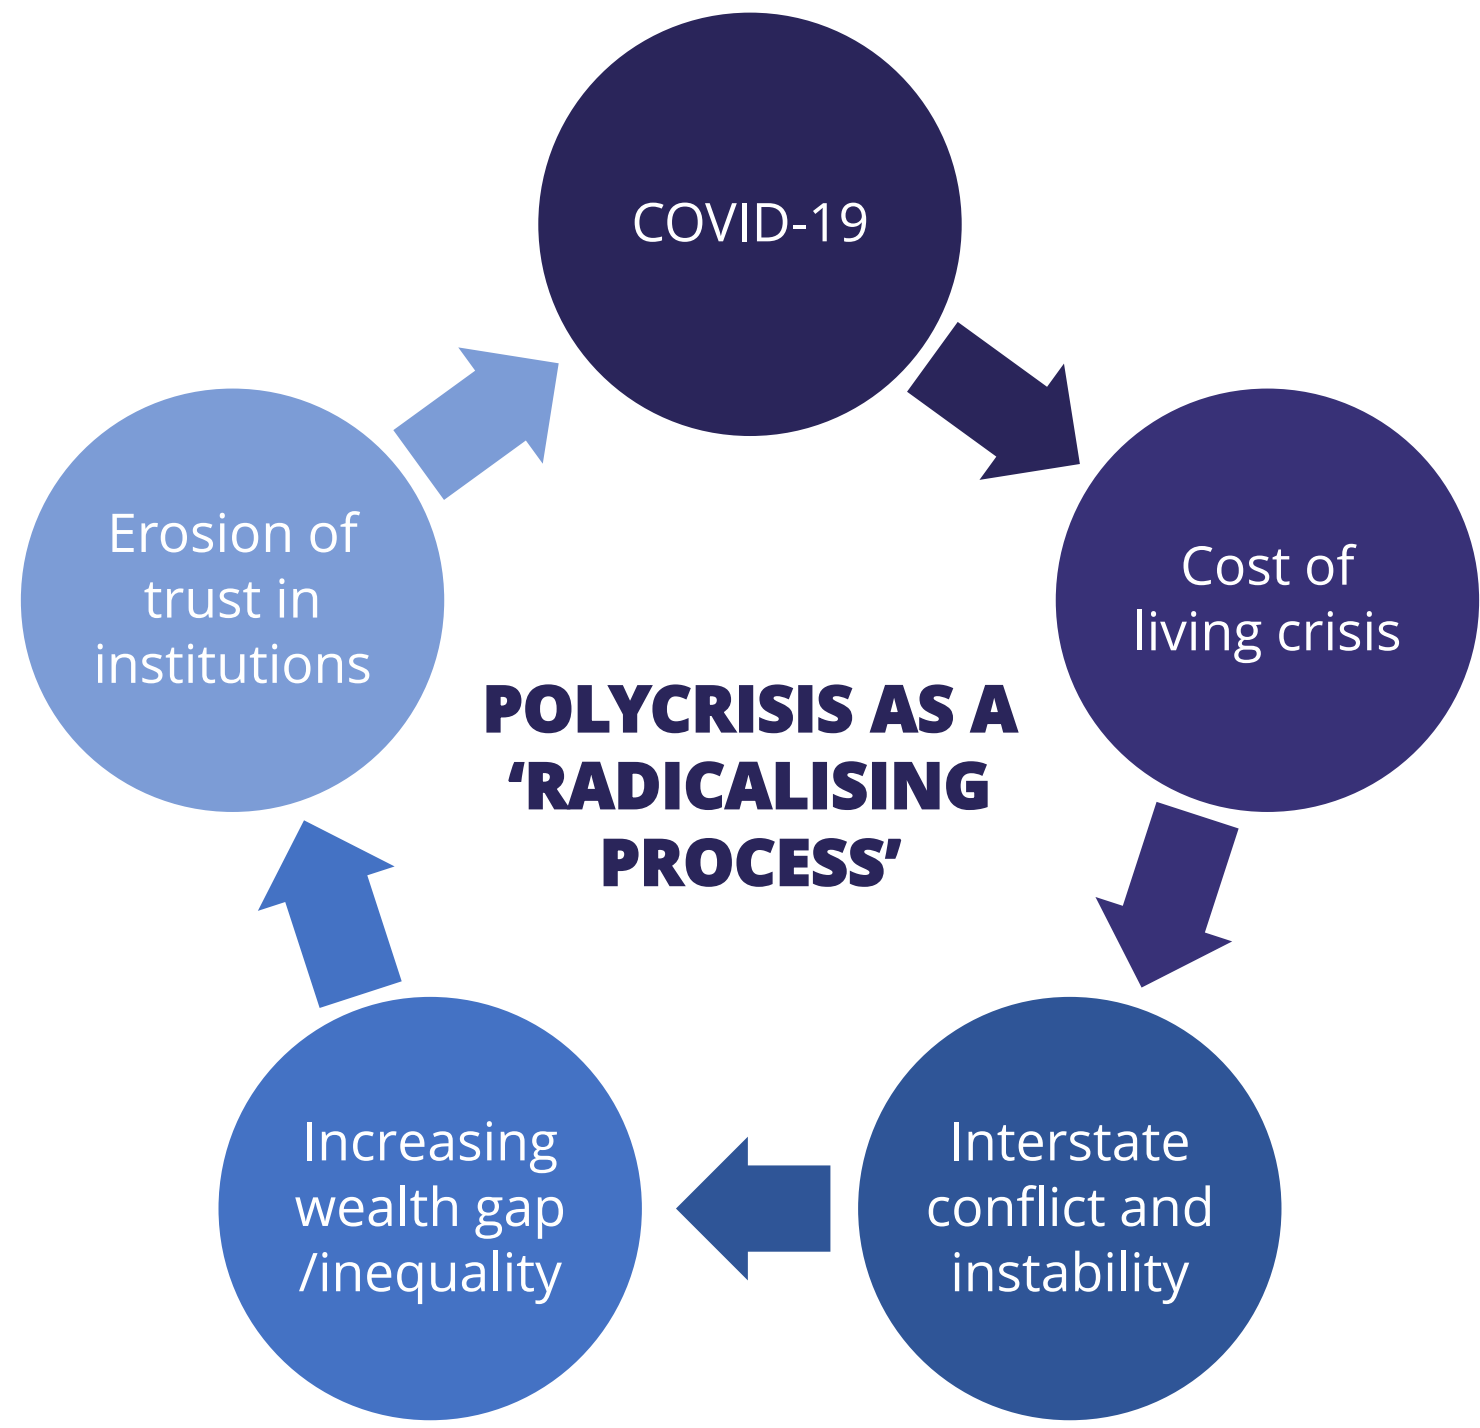 COVID-19
Cost of
living crisis
Interstate
conflict and
instability
Increasing
wealth gap
/inequality
Erosion of
trust in
institutions
POLYCRISIS AS A
‘RADICALISING
PROCESS’